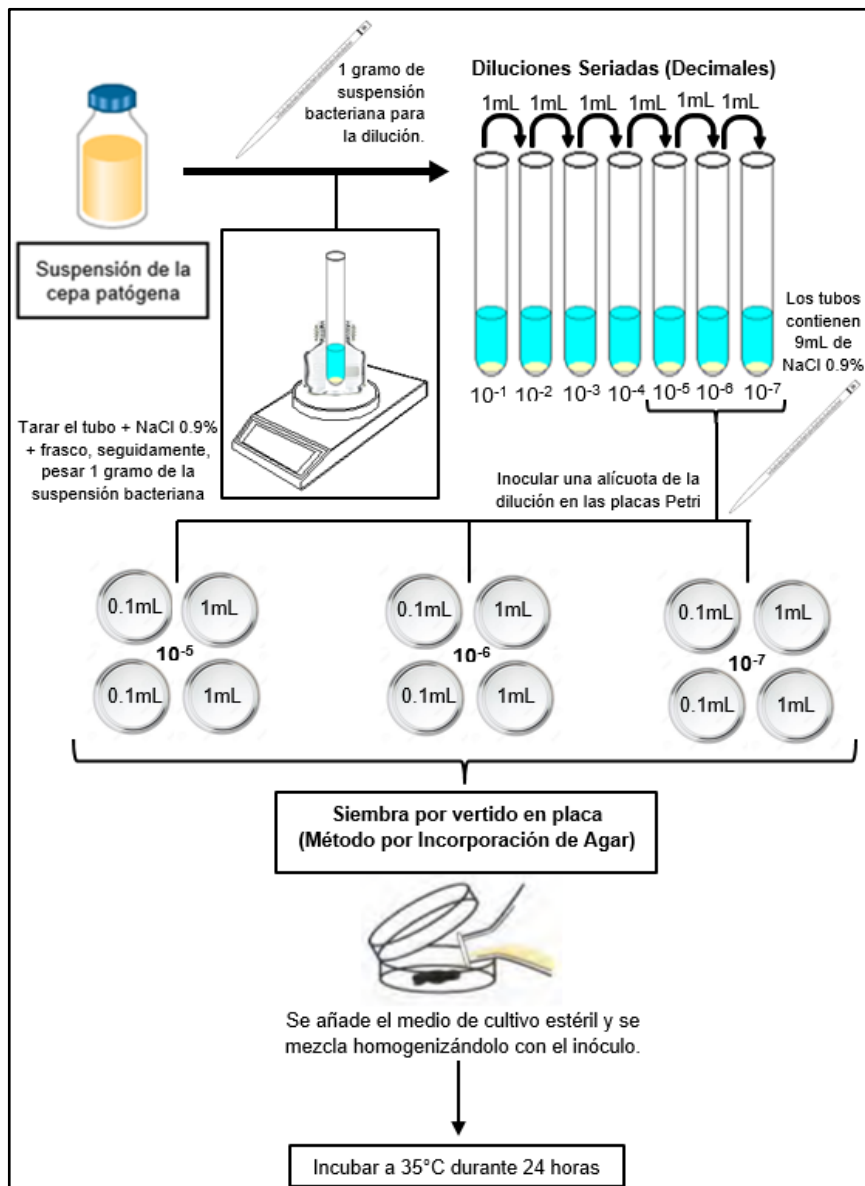 1 gramo de
suspensión
bacteriana para
la dilución.
Diluciones Seriadas (Decimales)
1mL 1mL 1mL 1mL 1mL 1mL
Suspensión de la
cepa patógena
Los tubos
contienen
9mL de
NaCl 0.9%
10⁻¹ 10⁻² 10⁻³ 10⁻⁴ 10⁻⁵ 10⁻⁶ 10⁻⁷
Tarar el tubo + NaCl 0.9%
+ frasco, seguidamente,
pesar 1 gramo de la
suspensión bacteriana
Inocular una alícuota de la
dilución en las placas Petri
0.1mL 1mL 0.1mL 1mL 0.1mL 1mL
10⁻⁵ 10⁻⁶ 10⁻⁷
0.1mL 1mL 0.1mL 1mL 0.1mL 1mL
Siembra por vertido en placa
(Método por Incorporación de Agar)
Se añade el medio de cultivo estéril y se
mezcla homogenizándolo con el inóculo.
Incubar a 35°C durante 24 horas